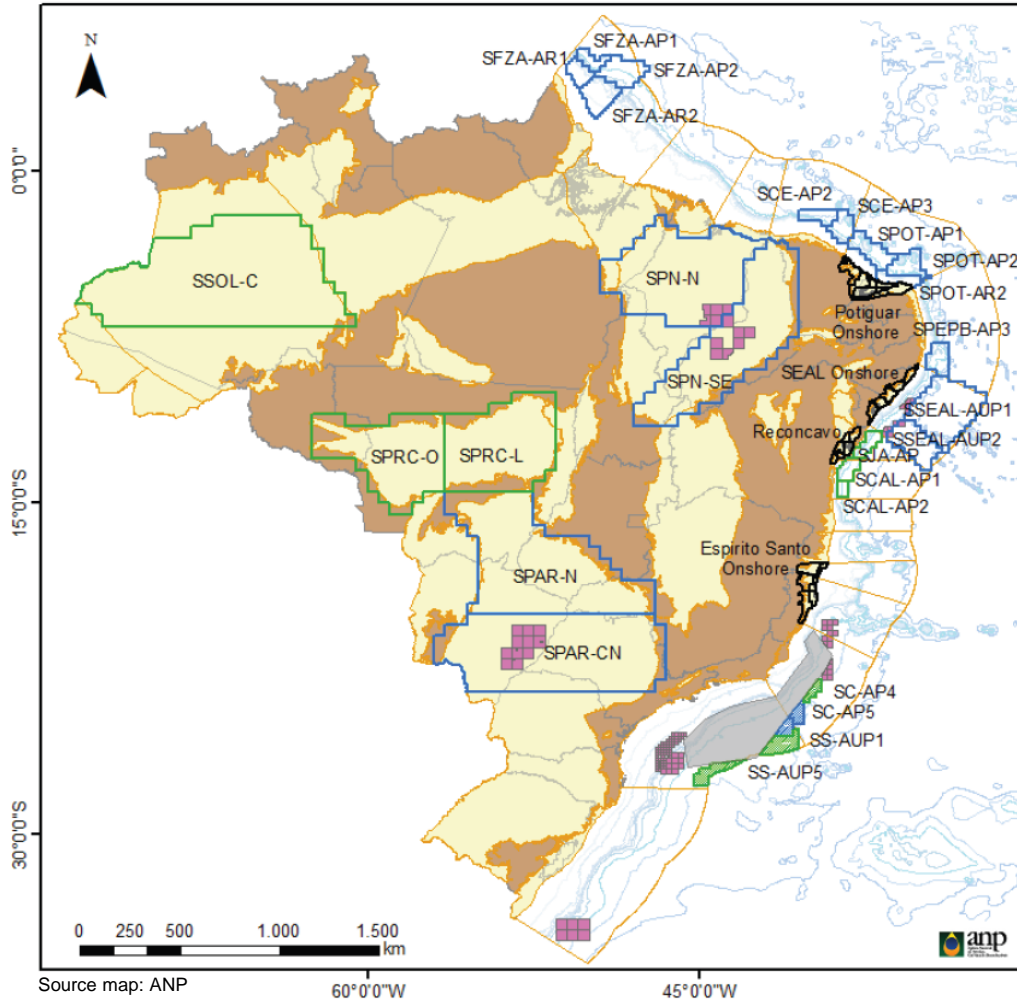 N
SFZA-AP1
SFZA-AR1
SFZA-AP2
SFZA-AR2
0°0'0"
SCE-AP2
SCE-AP3
SPOT-AP1
SPOT-AP2
SSOL-C
SPN-N
SPOT-AR2
Potiguar
Onshore
SPEPB-AP3
SPN-SE
SEAL Onshore
SSEAL-AUP1
Reconcavo
SSEAL-AUP2
SPRC-O
SPRC-L
SJA-AP
SCAL-AP1
15°0'0"S
SCAL-AP2
Espirito Santo
Onshore
SPAR-N
SPAR-CN
SC-AP4
SC-AP5
SS-AUP1
SS-AUP5
30°0'0"S
0 250 500 1.000 1.500
km
anp
Source map: ANP
60°0'0"W
45°0'0"W